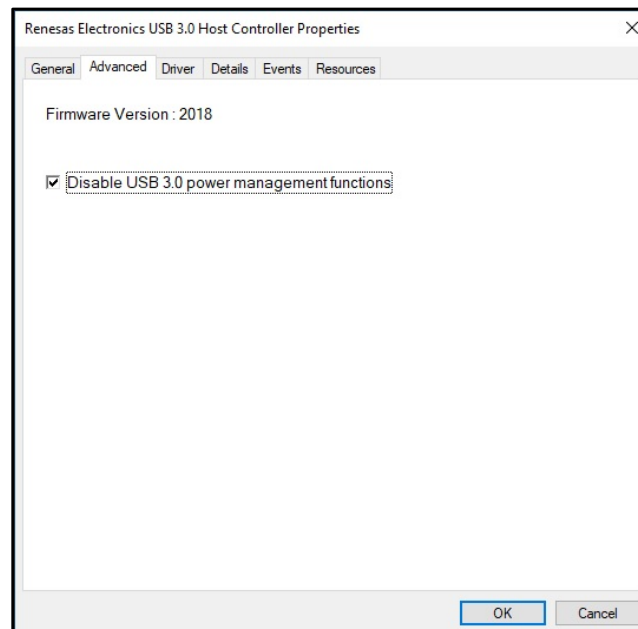 Renesas Electronics USB 3.0 Host Controller Properties
General Advanced Driver Details Events Resources
Firmware Version : 2018
Disable USB 3.0 power management functions
OK Cancel